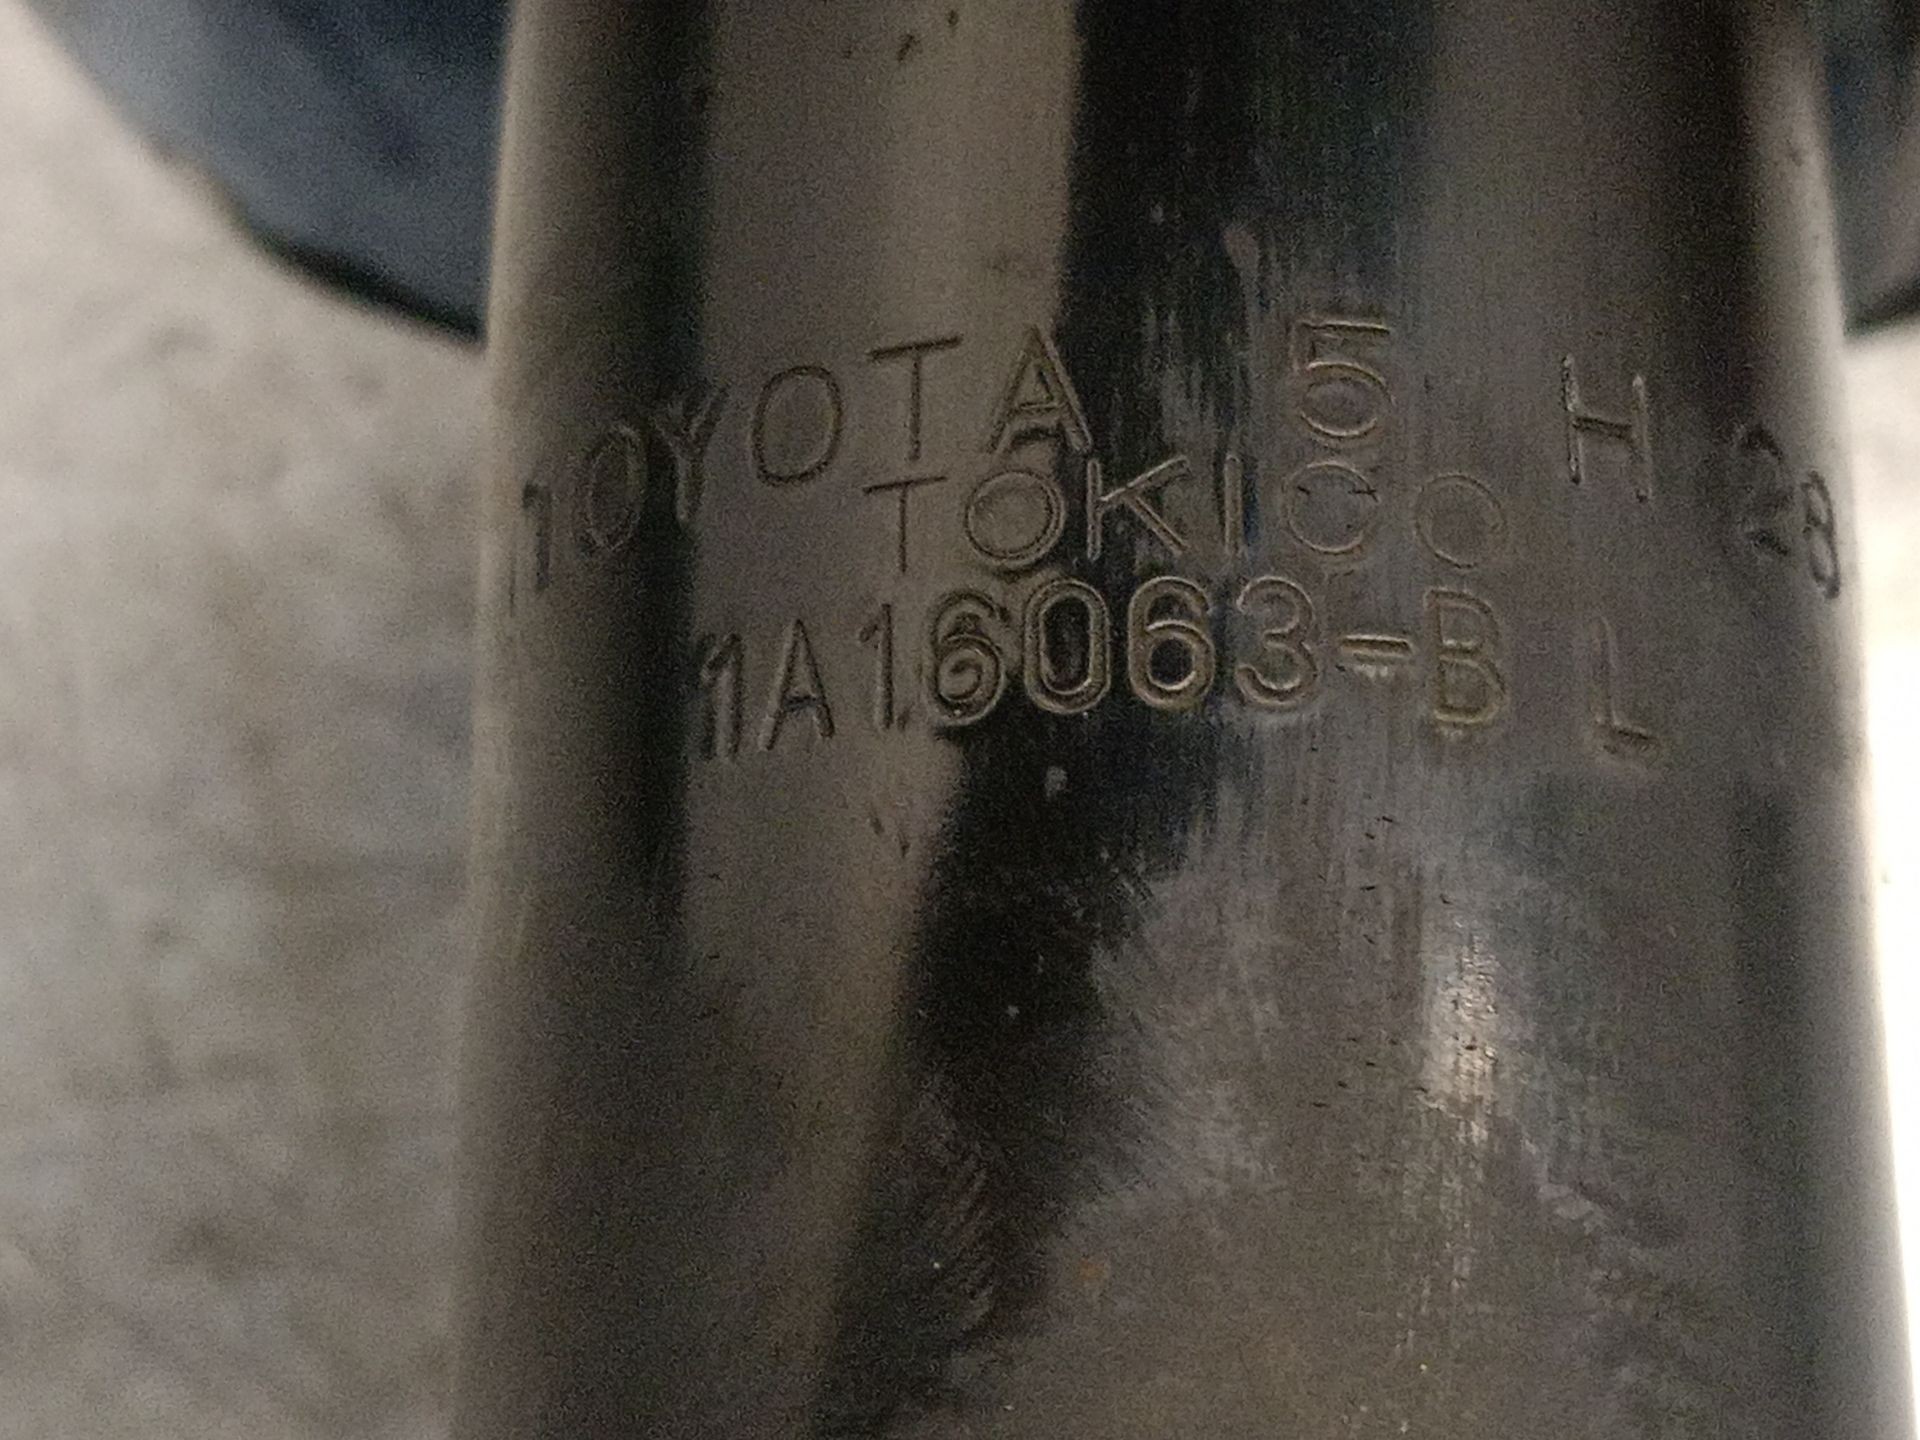 TOYOTA 5 H 28
TOKICO
1A16063-B L